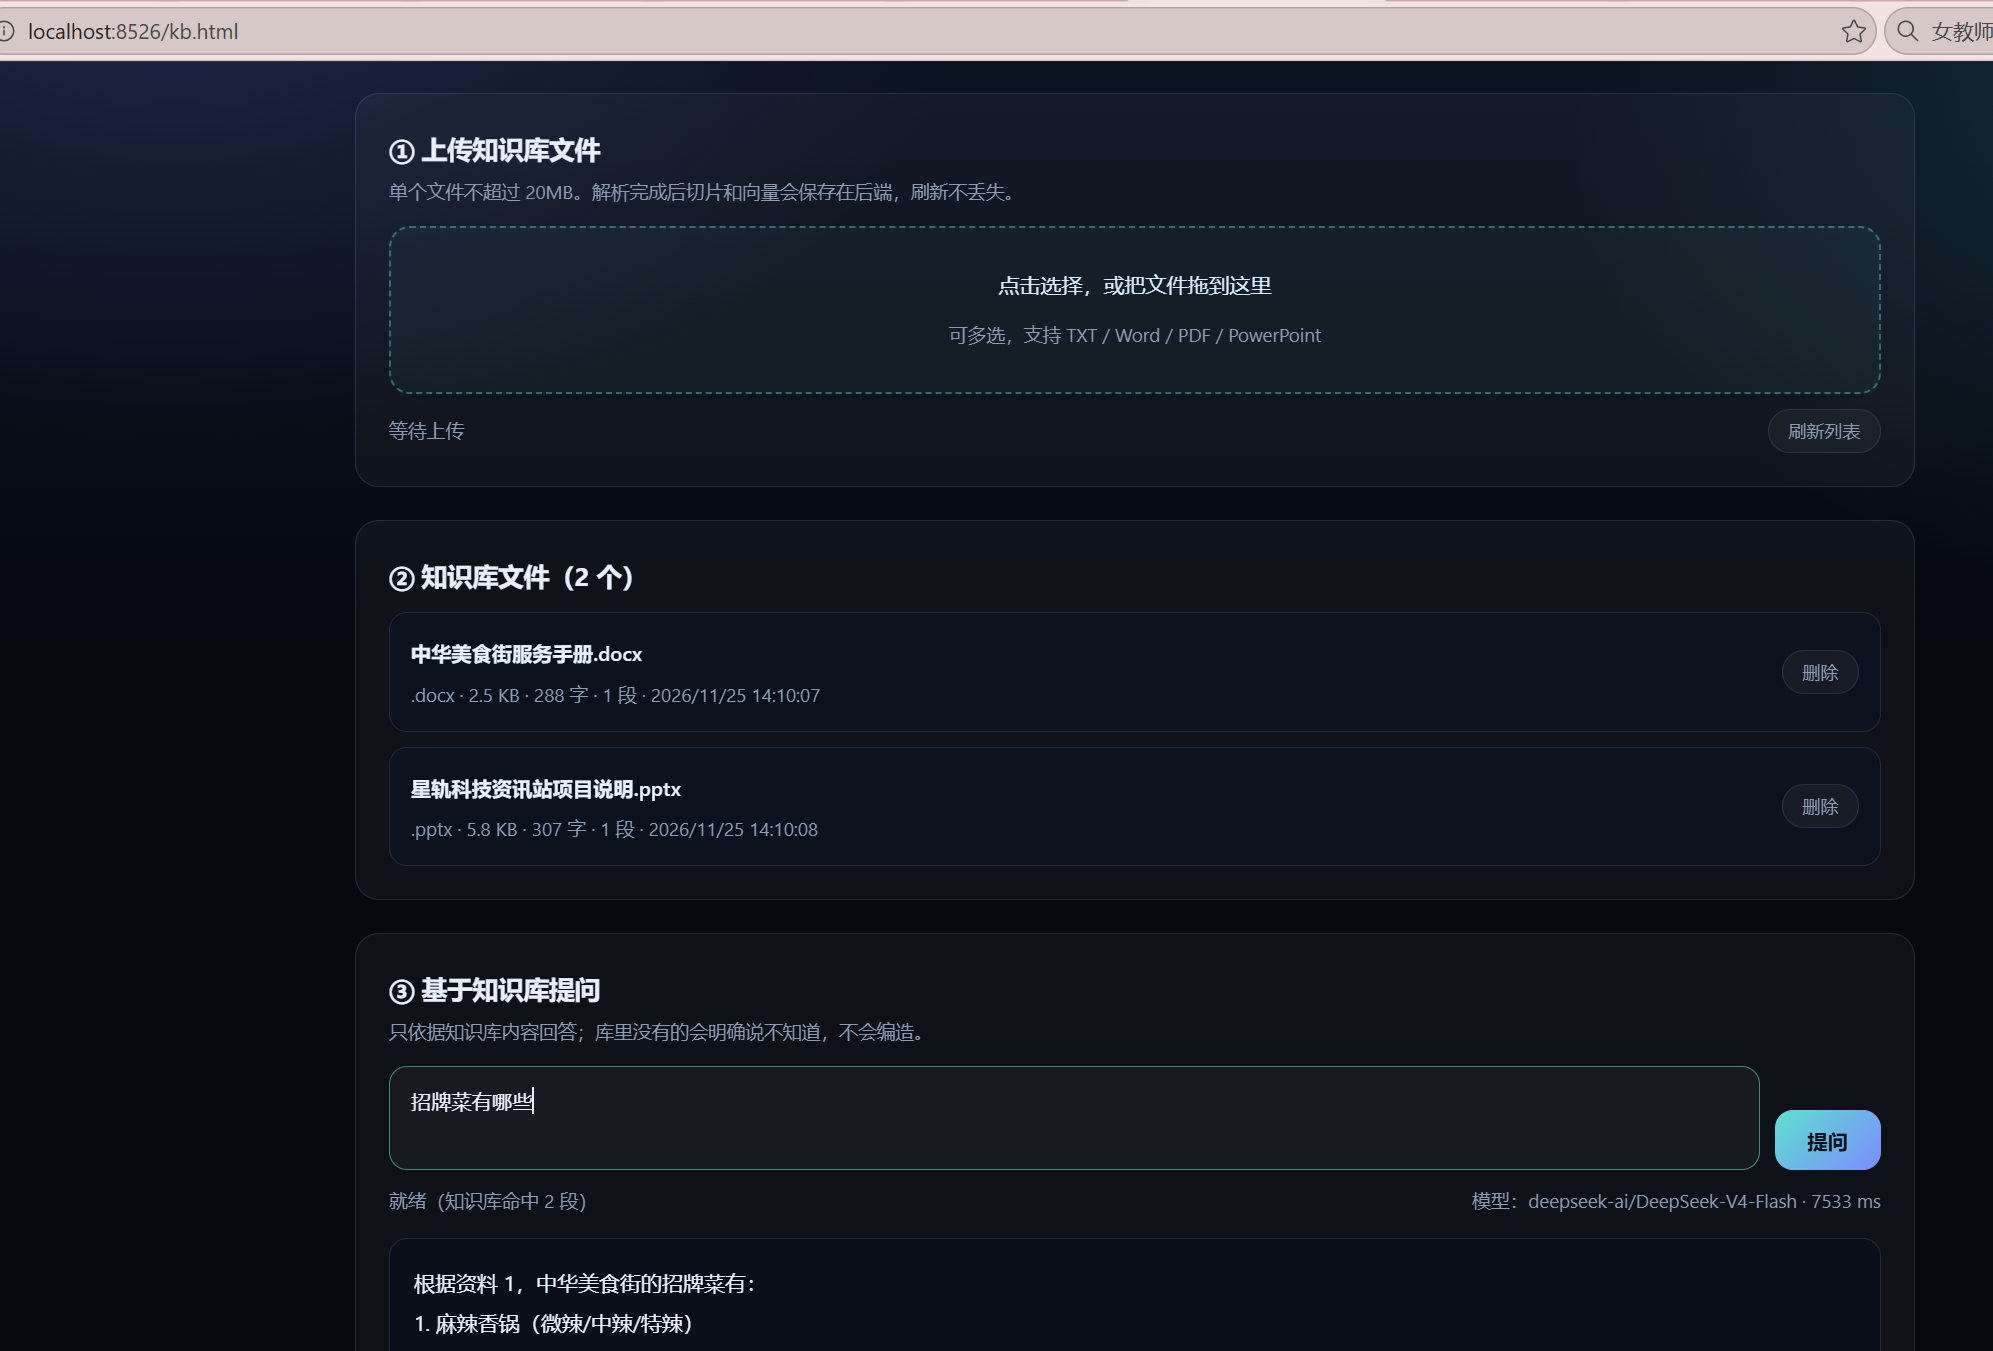 localhost:8526/kb.html
女教师
① 上传知识库文件
单个文件不超过 20MB。解析完成后切片和向量会保存在后端，刷新不丢失。
点击选择，或把文件拖到这里
可多选，支持 TXT / Word / PDF / PowerPoint
等待上传
刷新列表
② 知识库文件（2 个）
中华美食街服务手册.docx
.docx · 2.5 KB · 288 字 · 1 段 · 2026/11/25 14:10:07
删除
星轨科技资讯站项目说明.pptx
.pptx · 5.8 KB · 307 字 · 1 段 · 2026/11/25 14:10:08
删除
③ 基于知识库提问
只依据知识库内容回答；库里没有的会明确说不知道，不会编造。
招牌菜有哪些
提问
就绪（知识库命中 2 段）
模型：deepseek-ai/DeepSeek-V4-Flash · 7533 ms
根据资料 1，中华美食街的招牌菜有：
1. 麻辣香锅（微辣/中辣/特辣）